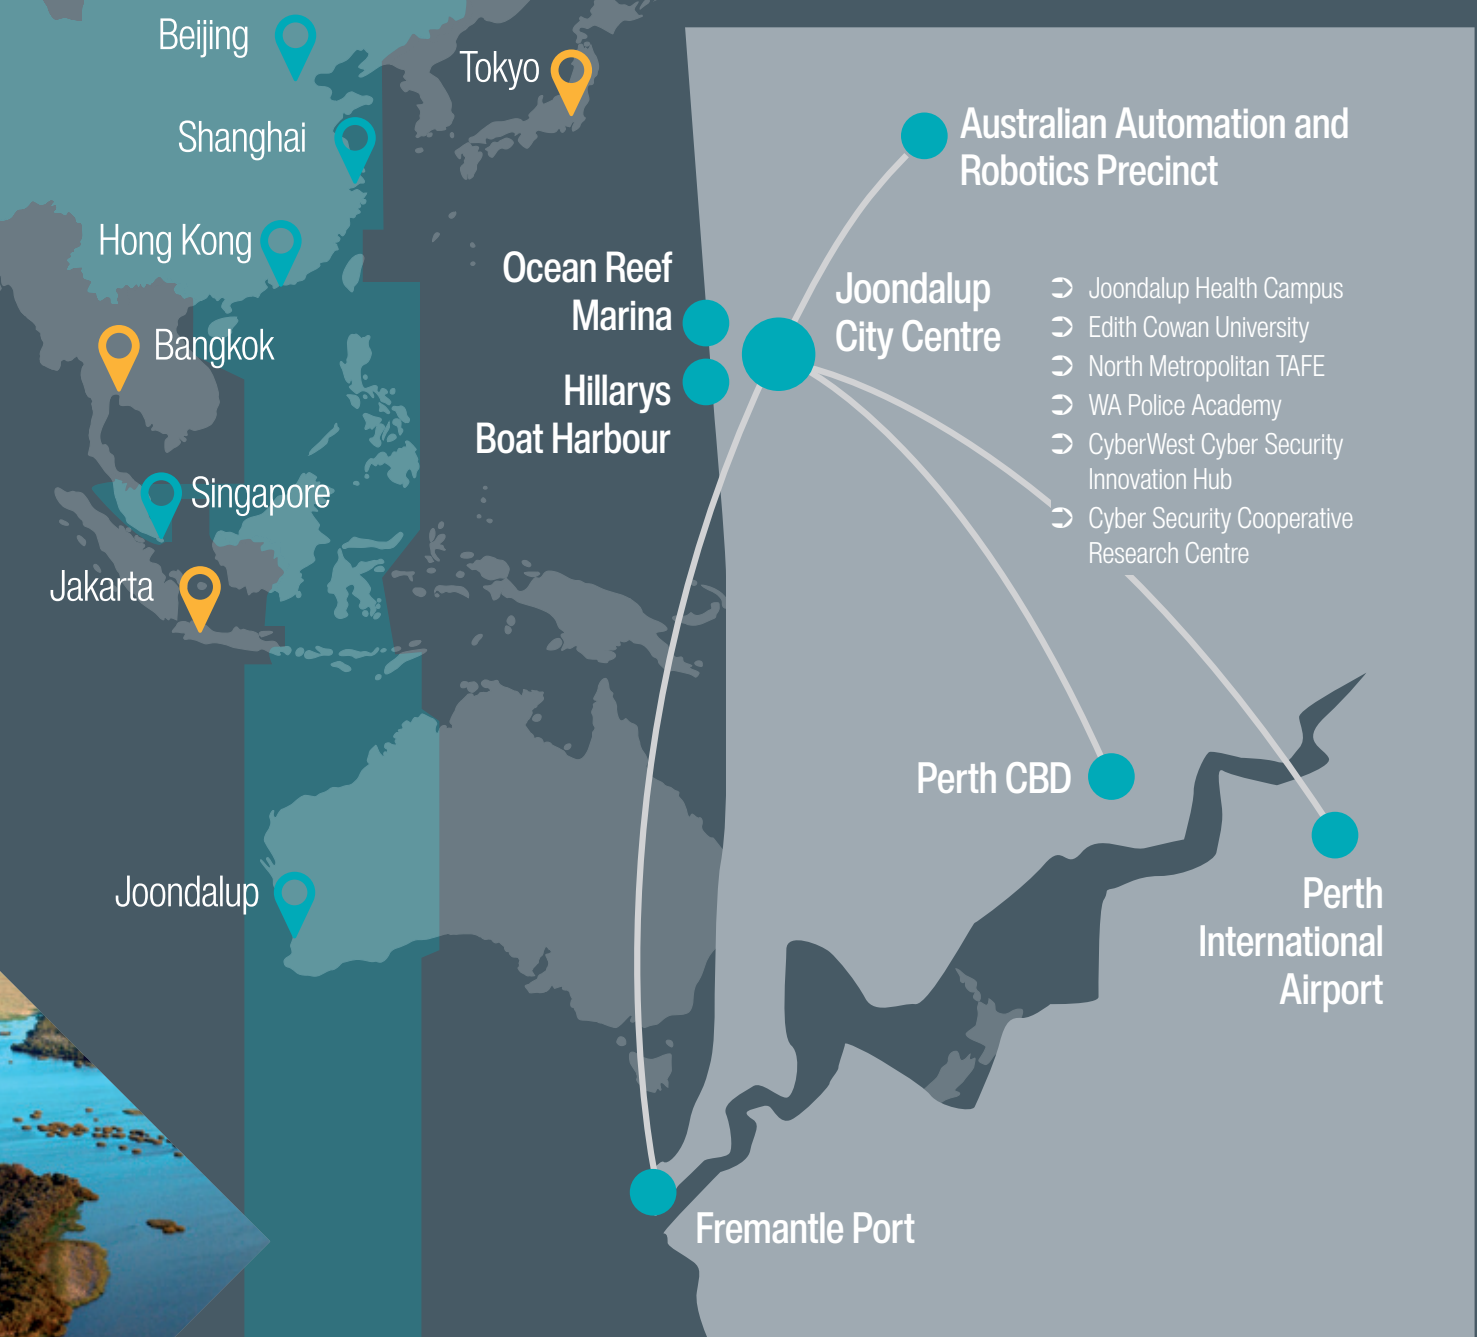 Beijing
Tokyo
Shanghai
Hong Kong
Bangkok
Singapore
Jakarta
Joondalup
Australian Automation and
Robotics Precinct
Ocean Reef
Marina
Hillarys
Boat Harbour
Joondalup
City Centre
Joondalup Health Campus
Edith Cowan University
North Metropolitan TAFE
WA Police Academy
CyberWest Cyber Security
Innovation Hub
Cyber Security Cooperative
Research Centre
Perth CBD
Perth
International
Airport
Fremantle Port